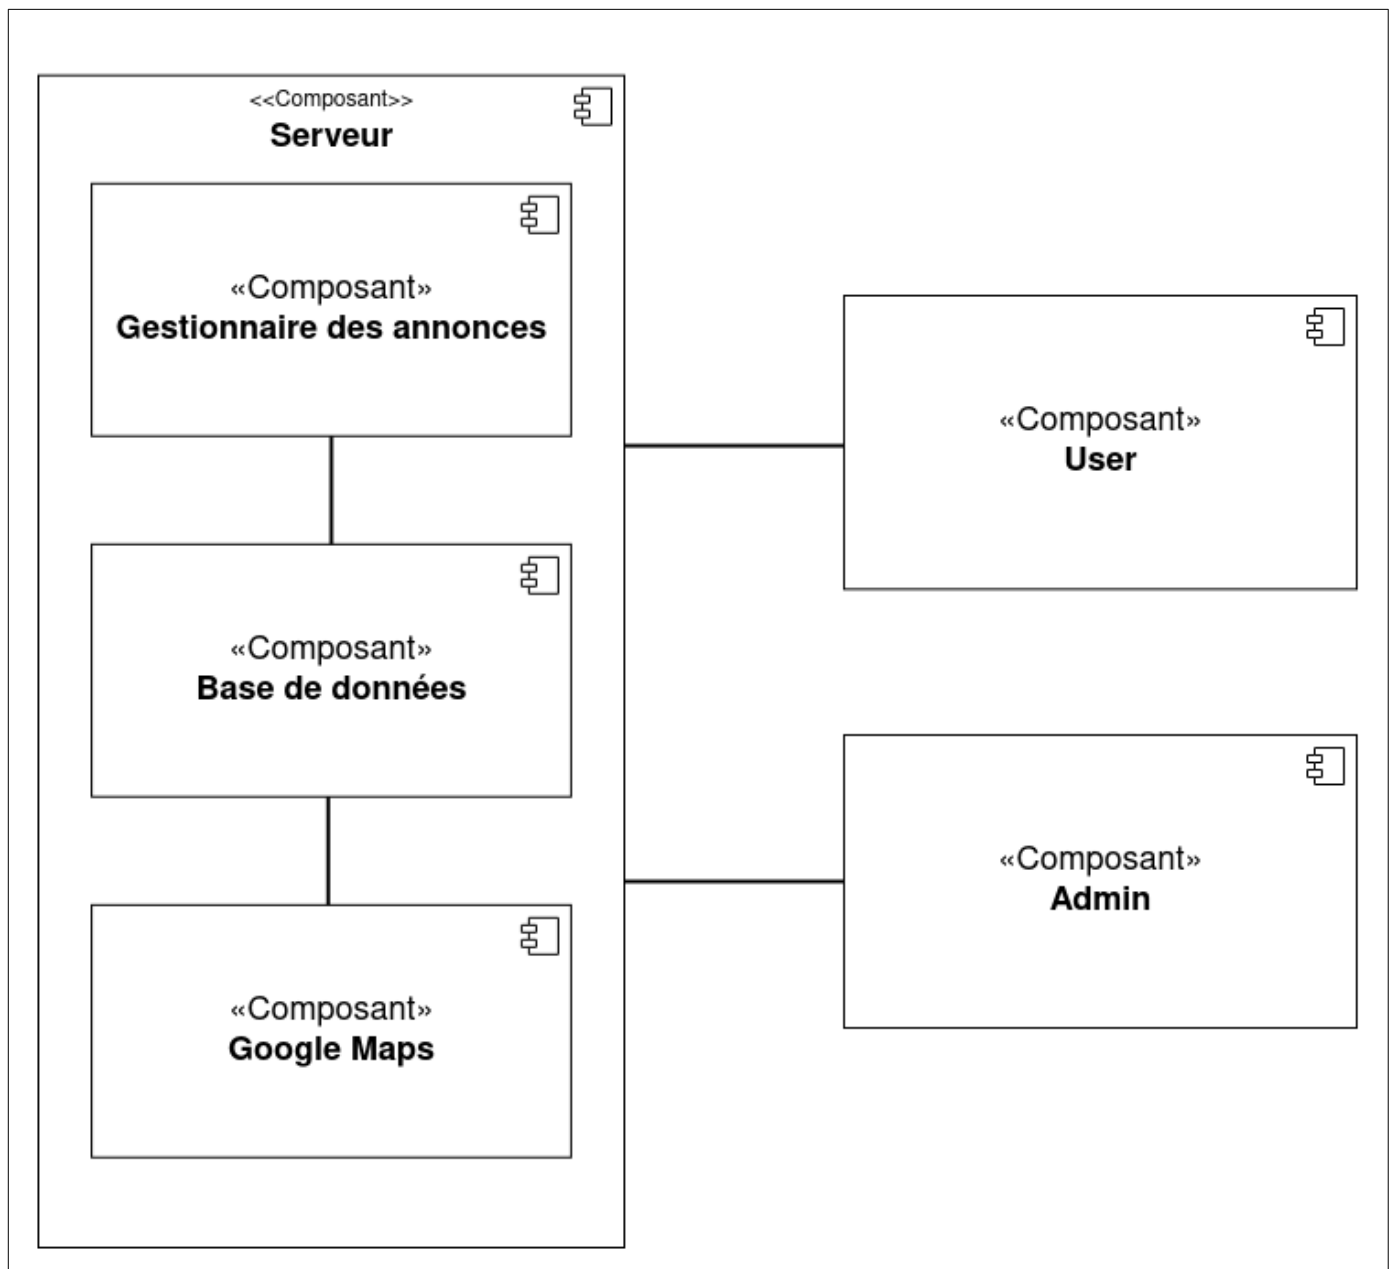 <<Composant>>
Serveur
«Composant»
Gestionnaire des annonces
«Composant»
Base de données
«Composant»
Google Maps
«Composant»
User
«Composant»
Admin